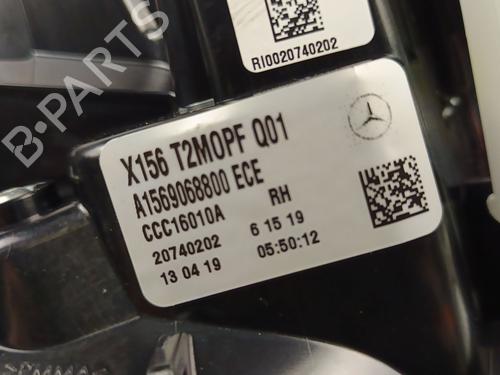 RI0020740202
X156 T2MOPF Q01
A1569068800 ECE
CCC16010A RH
20740202 6 15 19
13 04 19 05:50:12
B-PARTS